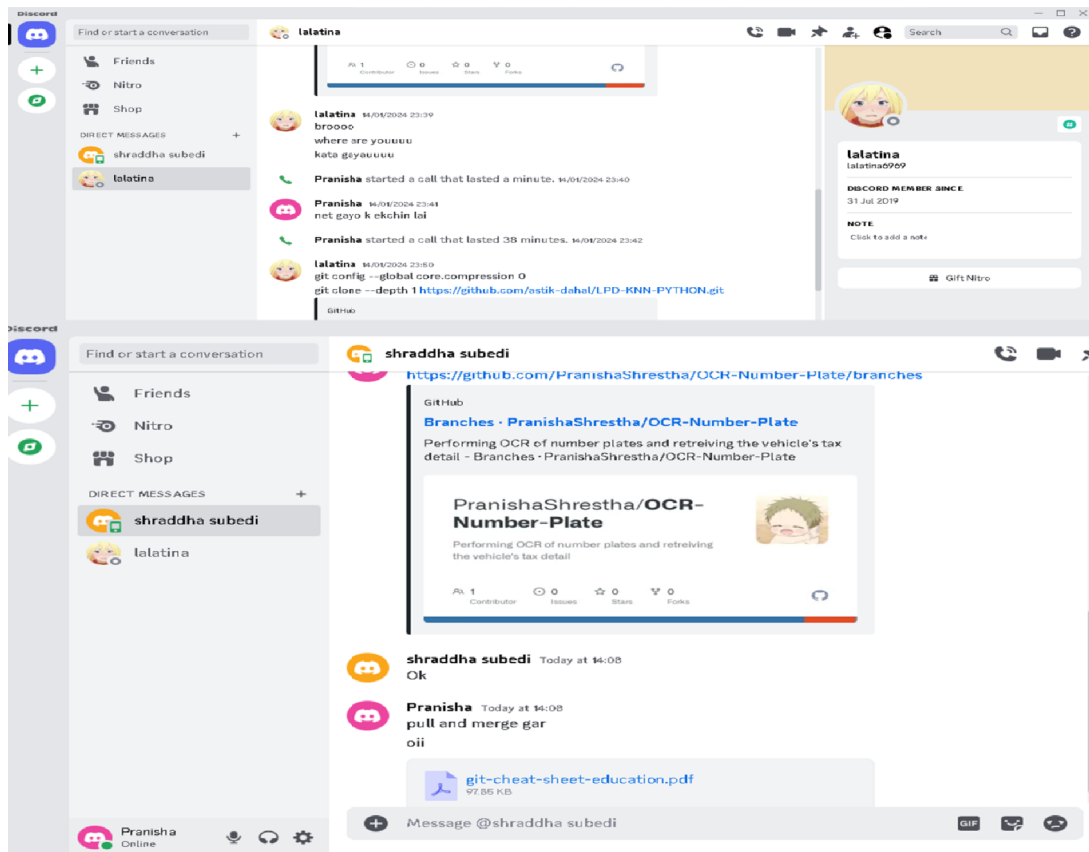 Discord
Find or start a conversation
lalatina
Search
Friends
Nitro
Shop
DIRECT MESSAGES +
shraddha subedi
lalatina
1 Contributor
0 Issues
0 Stars
0 Forks
lalatina 14/01/2024 23:39
broooo
where are youuuu
kata gayauuuu
Pranisha started a call that lasted a minute. 14/01/2024 23:40
Pranisha 14/01/2024 23:41
net gayo k ekchin lai
Pranisha started a call that lasted 38 minutes. 14/01/2024 23:42
lalatina 14/01/2024 23:50
git config --global core.compression 0
git clone --depth 1 https://github.com/astik-dahal/LPD-KNN-PYTHON.git
GitHub
lalatina
lalatina6969
DISCORD MEMBER SINCE
31 Jul 2019
NOTE
Click to add a note
Gift Nitro
Discord
Find or start a conversation
shraddha subedi
Friends
Nitro
Shop
DIRECT MESSAGES +
shraddha subedi
lalatina
https://github.com/PranishaShrestha/OCR-Number-Plate/branches
GitHub
Branches · PranishaShrestha/OCR-Number-Plate
Performing OCR of number plates and retreiving the vehicle's tax
detail - Branches · PranishaShrestha/OCR-Number-Plate
PranishaShrestha/OCR-
Number-Plate
Performing OCR of number plates and retreiving
the vehicle's tax detail
1 Contributor
0 Issues
0 Stars
0 Forks
shraddha subedi Today at 14:08
Ok
Pranisha Today at 14:08
pull and merge gar
oii
git-cheat-sheet-education.pdf
97.85 KB
Pranisha
Online
Message @shraddha subedi
GIF